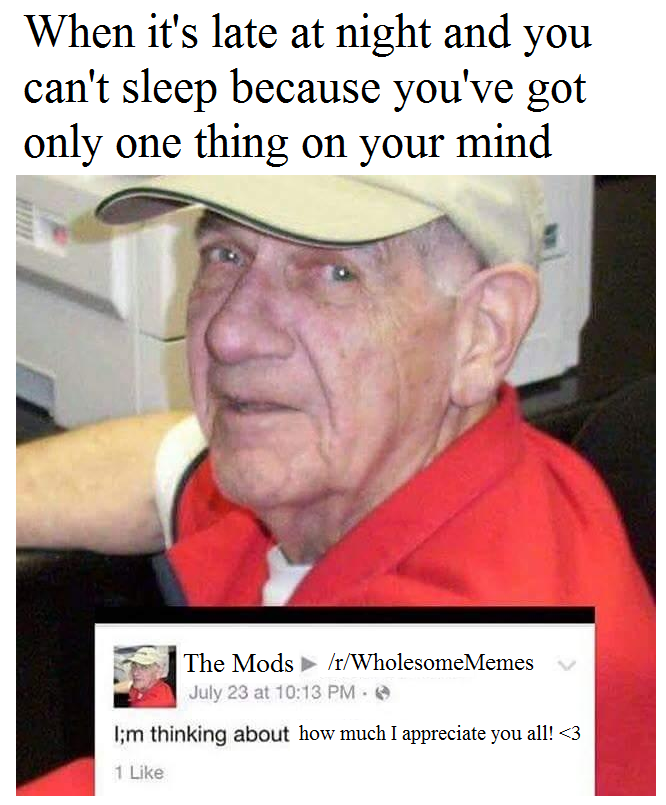 When it's late at night and you
can't sleep because you've got
only one thing on your mind
The Mods ▶ /r/WholesomeMemes
July 23 at 10:13 PM ·
I;m thinking about how much I appreciate you all! <3
1 Like